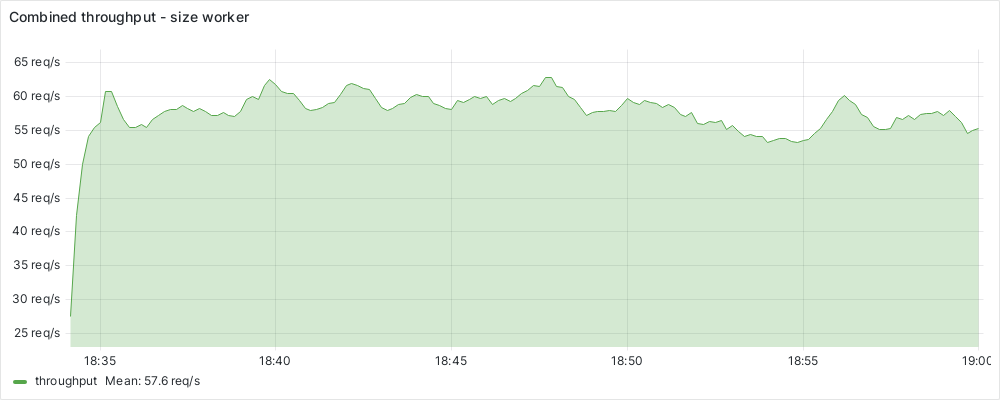 Combined throughput - size worker
65 req/s
60 req/s
55 req/s
50 req/s
45 req/s
40 req/s
35 req/s
30 req/s
25 req/s
18:35 18:40 18:45 18:50 18:55 19:00
throughput Mean: 57.6 req/s